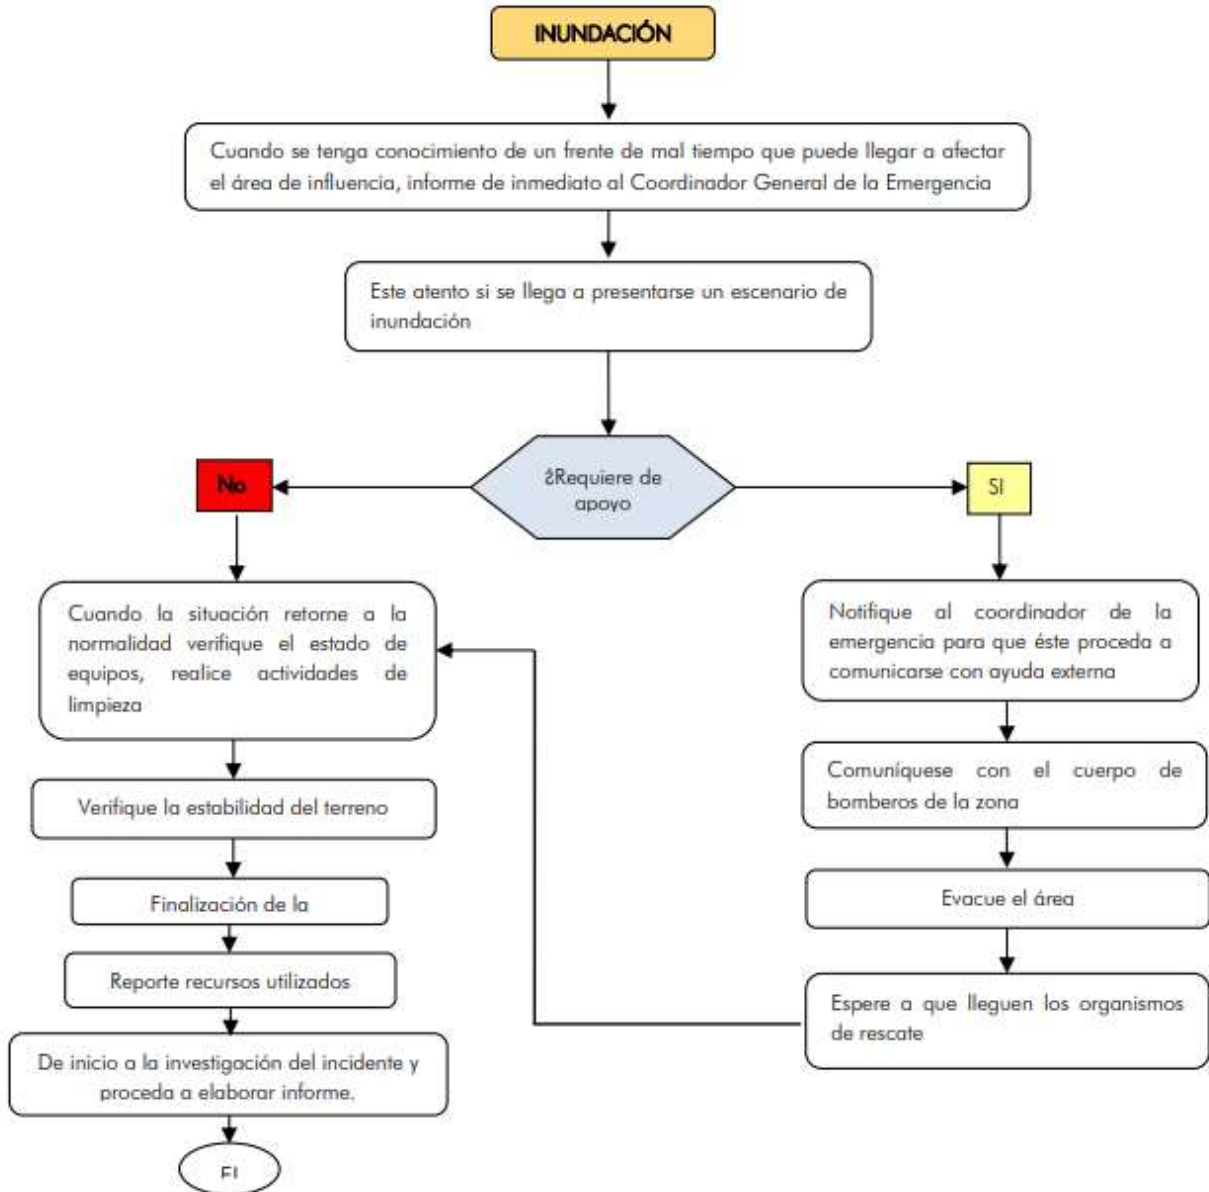 INUNDACIÓN
Cuando se tenga conocimiento de un frente de mal tiempo que puede llegar a afectar
el área de influencia, informe de inmediato al Coordinador General de la Emergencia
Este atento si se llega a presentarse un escenario de
inundación
¿Requiere de
apoyo
No
SI
Cuando la situación retorne a la
normalidad verifique el estado de
equipos, realice actividades de
limpieza
Verifique la estabilidad del terreno
Finalización de la
Reporte recursos utilizados
De inicio a la investigación del incidente y
proceda a elaborar informe.
Notifique al coordinador de la
emergencia para que éste proceda a
comunicarse con ayuda externa
Comuníquese con el cuerpo de
bomberos de la zona
Evacue el área
Espere a que lleguen los organismos
de rescate